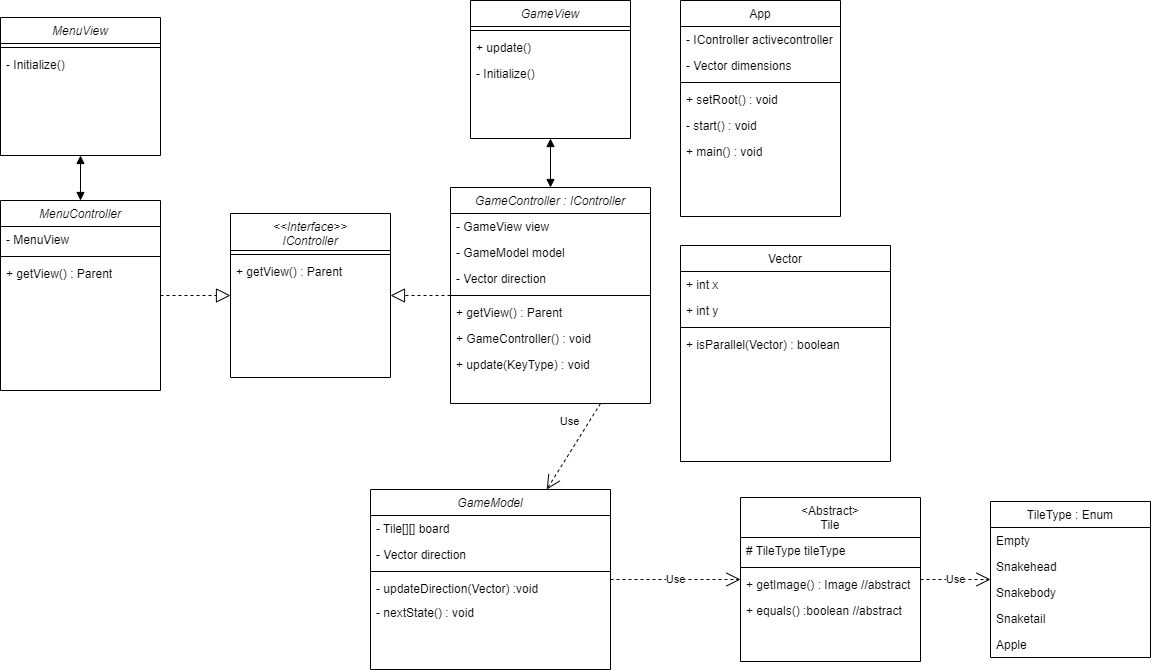 MenuView
- Initialize()
GameView
+ update()
- Initialize()
App
- IController activecontroller
- Vector dimensions
+ setRoot() : void
- start() : void
+ main() : void
MenuController
- MenuView
+ getView() : Parent
<<Interface>>
IController
+ getView() : Parent
GameController : IController
- GameView view
- GameModel model
- Vector direction
+ getView() : Parent
+ GameController() : void
+ update(KeyType) : void
Vector
+ int x
+ int y
+ isParallel(Vector) : boolean
Use
GameModel
- Tile[][] board
- Vector direction
- updateDirection(Vector) :void
- nextState() : void
Use
<Abstract>
Tile
# TileType tileType
+ getImage() : Image //abstract
+ equals() :boolean //abstract
Use
TileType : Enum
Empty
Snakehead
Snakebody
Snaketail
Apple